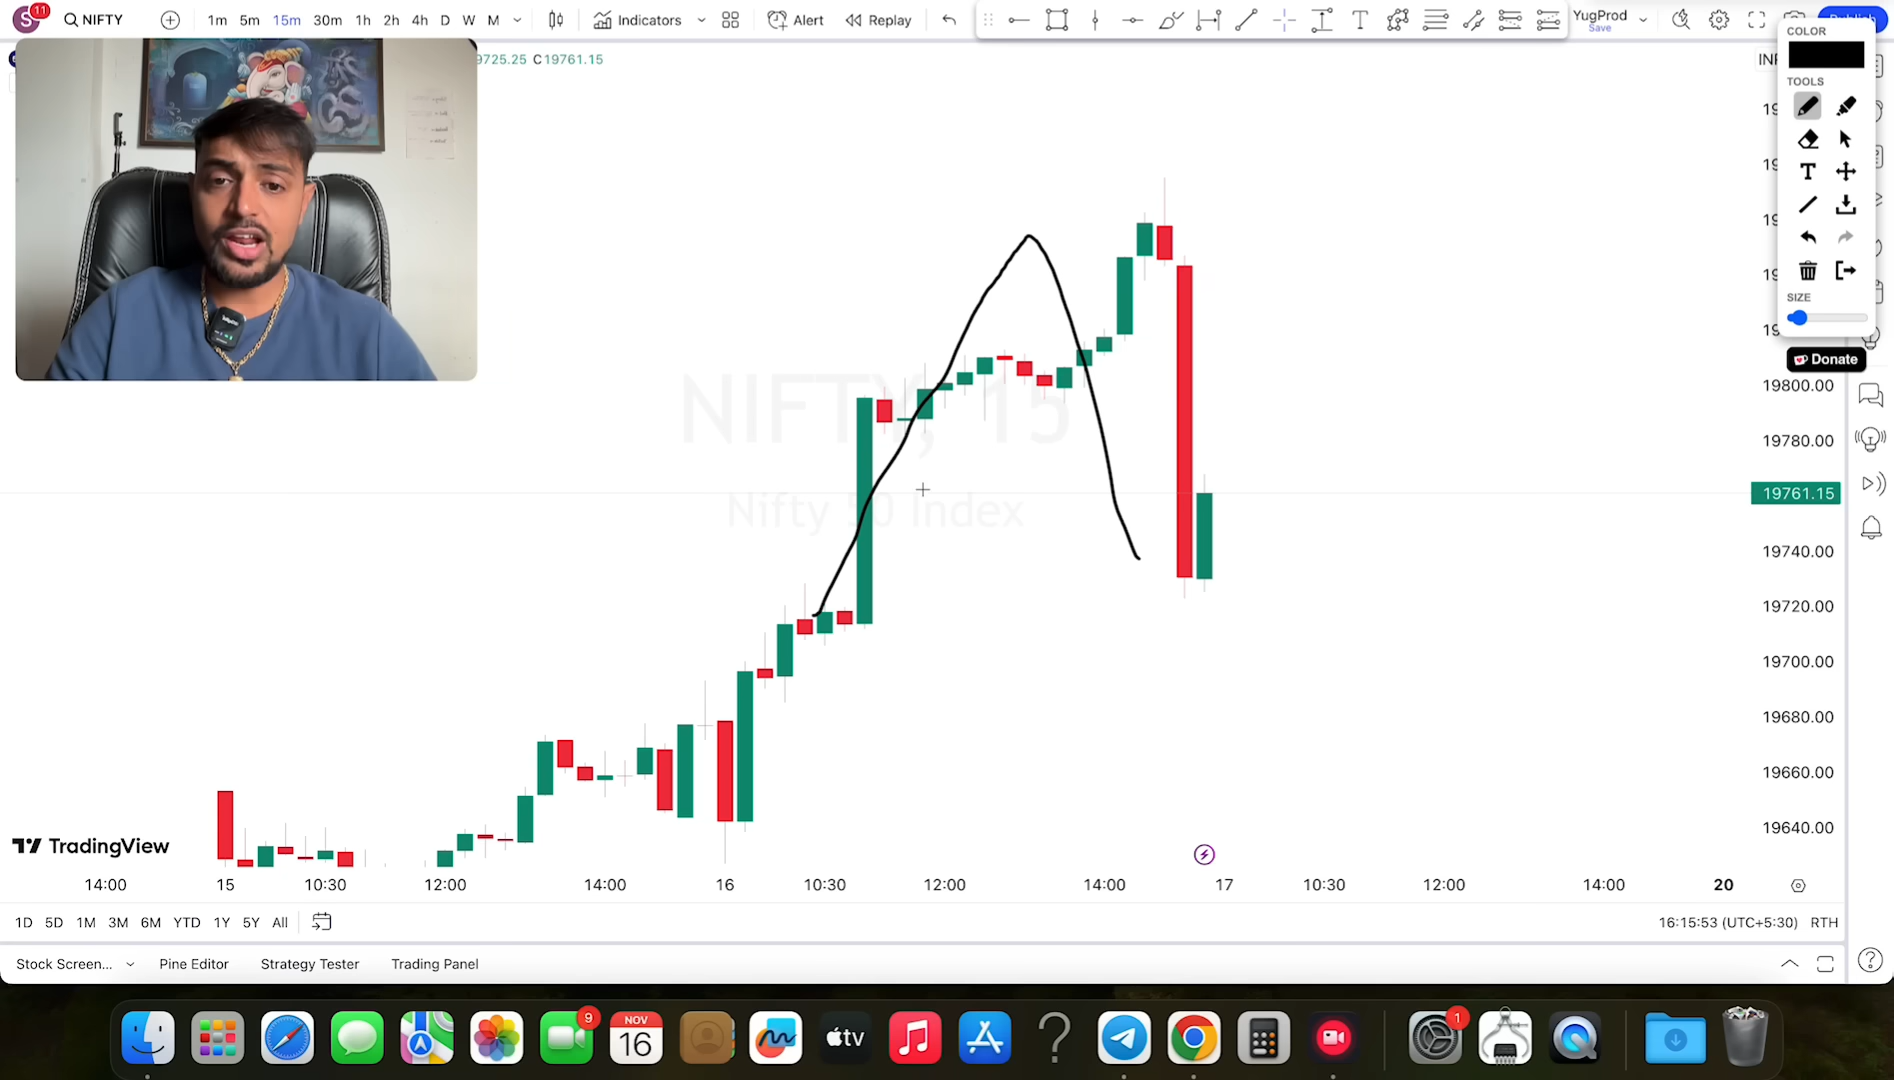 S 11 NIFTY 1m 5m 15m 30m 1h 2h 4h D W M Indicators Alert Replay YugProd
Save
9725.25 C19761.15
COLOR
TOOLS
T
SIZE
Donate
NIFTY, 15
Nifty 50 Index
19800.00
19780.00
19761.15
19740.00
19720.00
19700.00
19680.00
19660.00
19640.00
TradingView
14:00 15 10:30 12:00 14:00 16 10:30 12:00 14:00 17 10:30 12:00 14:00 20
1D 5D 1M 3M 6M YTD 1Y 5Y All 16:15:53 (UTC+5:30) RTH
Stock Screen... Pine Editor Strategy Tester Trading Panel
9
NOV
16
tv
1